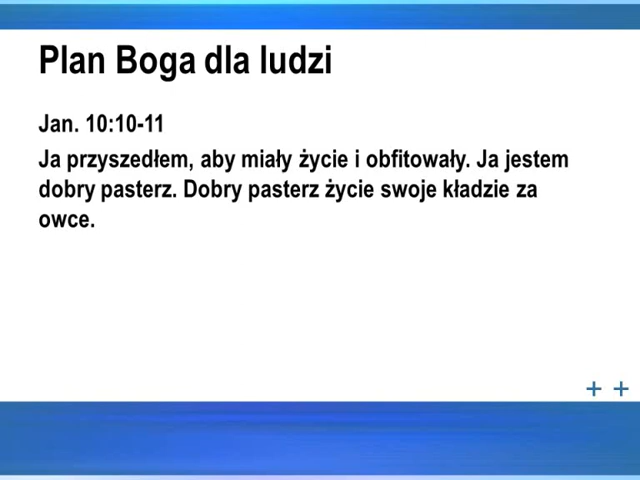 Plan Boga dla ludzi
Jan. 10:10-11
Ja przyszedłem, aby miały życie i obfitowały. Ja jestem
dobry pasterz. Dobry pasterz życie swoje kładzie za
owce.